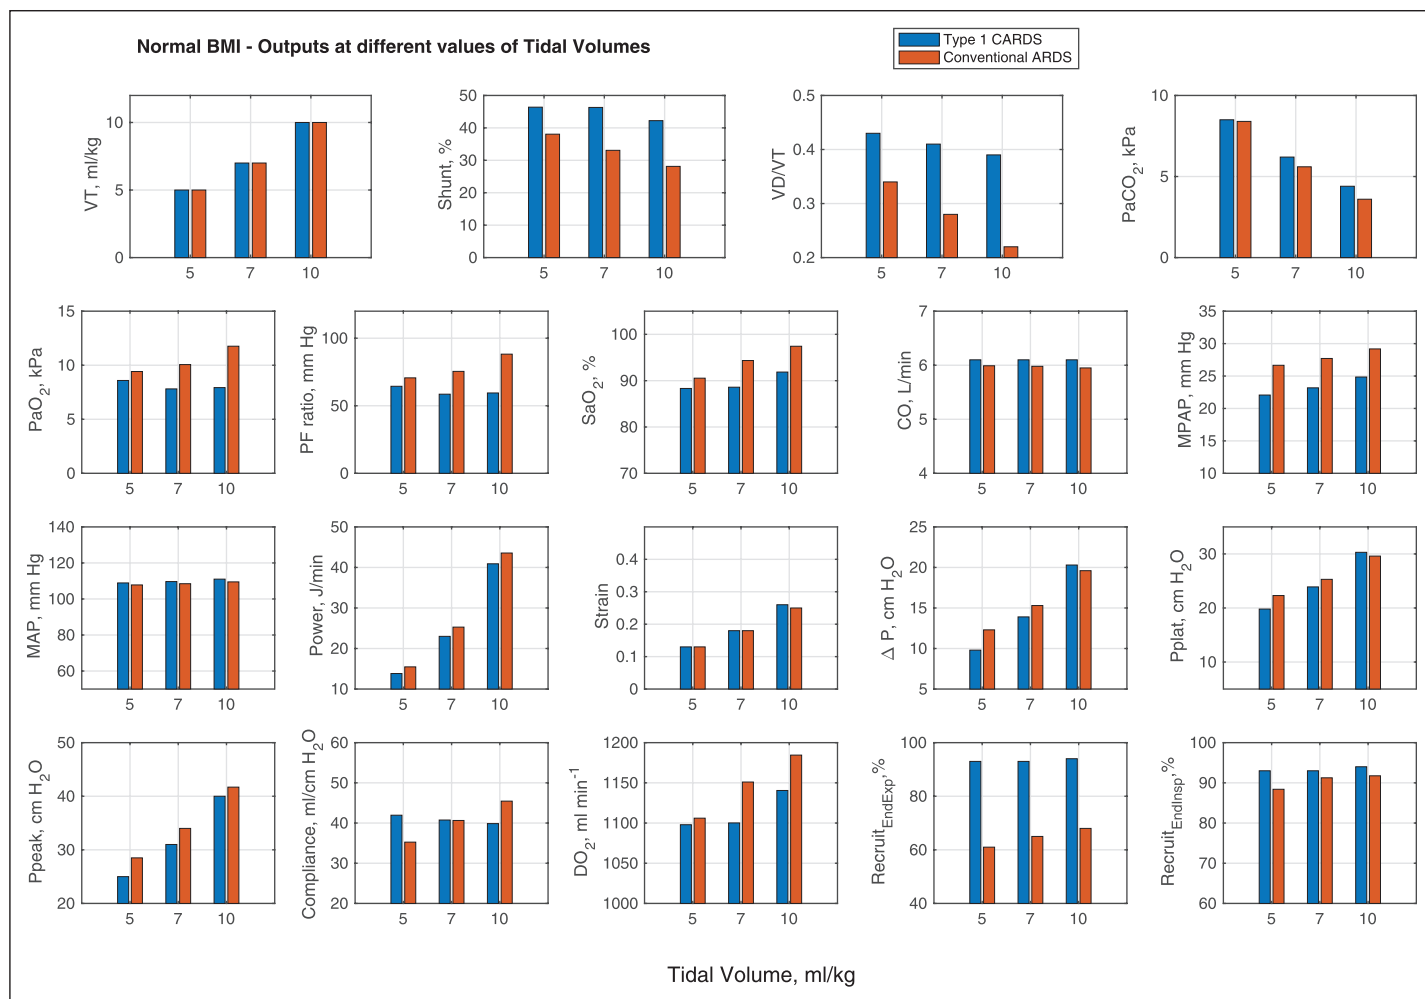 Normal BMI - Outputs at different values of Tidal Volumes
Type 1 CARDS
Conventional ARDS
VT, ml/kg
10
5
0
5 7 10
Shunt, %
50
40
30
20
10
0
5 7 10
VD/VT
0.5
0.4
0.3
0.2
5 7 10
PaCO2, kPa
10
5
0
5 7 10
PaO2, kPa
15
10
5
0
5 7 10
PF ratio, mm Hg
100
50
0
5 7 10
SaO2, %
100
90
80
70
5 7 10
CO, L/min
7
6
5
4
5 7 10
MPAP, mm Hg
35
30
25
20
15
10
5 7 10
MAP, mm Hg
140
120
100
80
60
5 7 10
Power, J/min
50
40
30
20
10
5 7 10
Strain
0.4
0.3
0.2
0.1
0
5 7 10
Δ P, cm H2O
25
20
15
10
5
5 7 10
Pplat, cm H2O
30
20
10
5 7 10
Ppeak, cm H2O
50
40
30
20
5 7 10
Compliance, ml/cm H2O
60
50
40
30
20
5 7 10
DO2, ml min-1
1200
1150
1100
1050
1000
5 7 10
RecruitEndExp,%
100
80
60
40
5 7 10
RecruitEndInsp,%
100
90
80
70
60
5 7 10
Tidal Volume, ml/kg